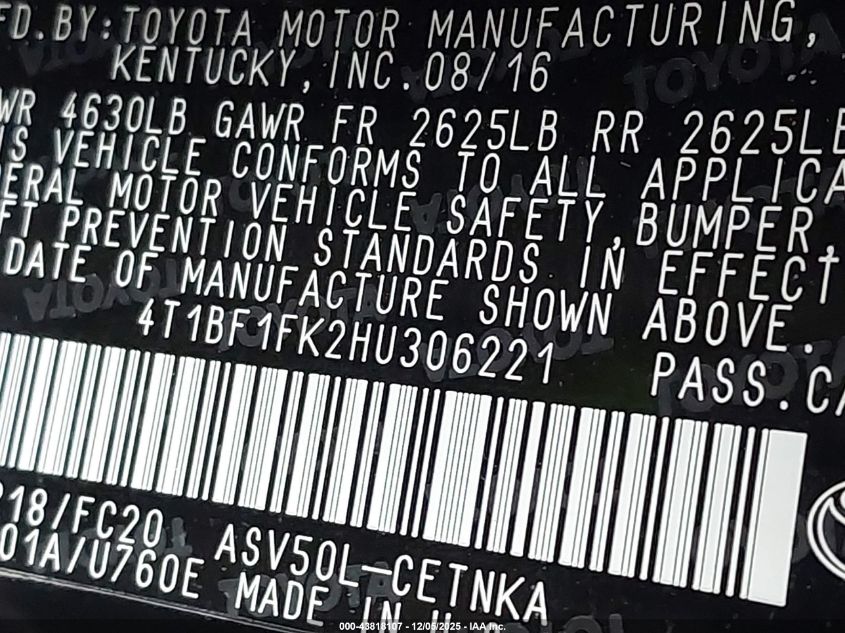 FD.BY:TOYOTA MOTOR MANUFACTURING,
KENTUCKY,INC.08/16
WR 4630LB GAWR FR 2625LB RR 2625LB
VEHICLE CONFORMS TO ALL APPLICA
ERAL MOTOR VEHICLE SAFETY,BUMPER,
FT PREVENTION STANDARDS IN EFFECT
DATE OF MANUFACTURE SHOWN ABOVE.
4T1BF1FK2HU306221 PASS.CA
218/FC20 ASV50L-CETNKA
01A/U760E MADE IN U
000-43818107 - 12/05/2025 - IAA Inc.